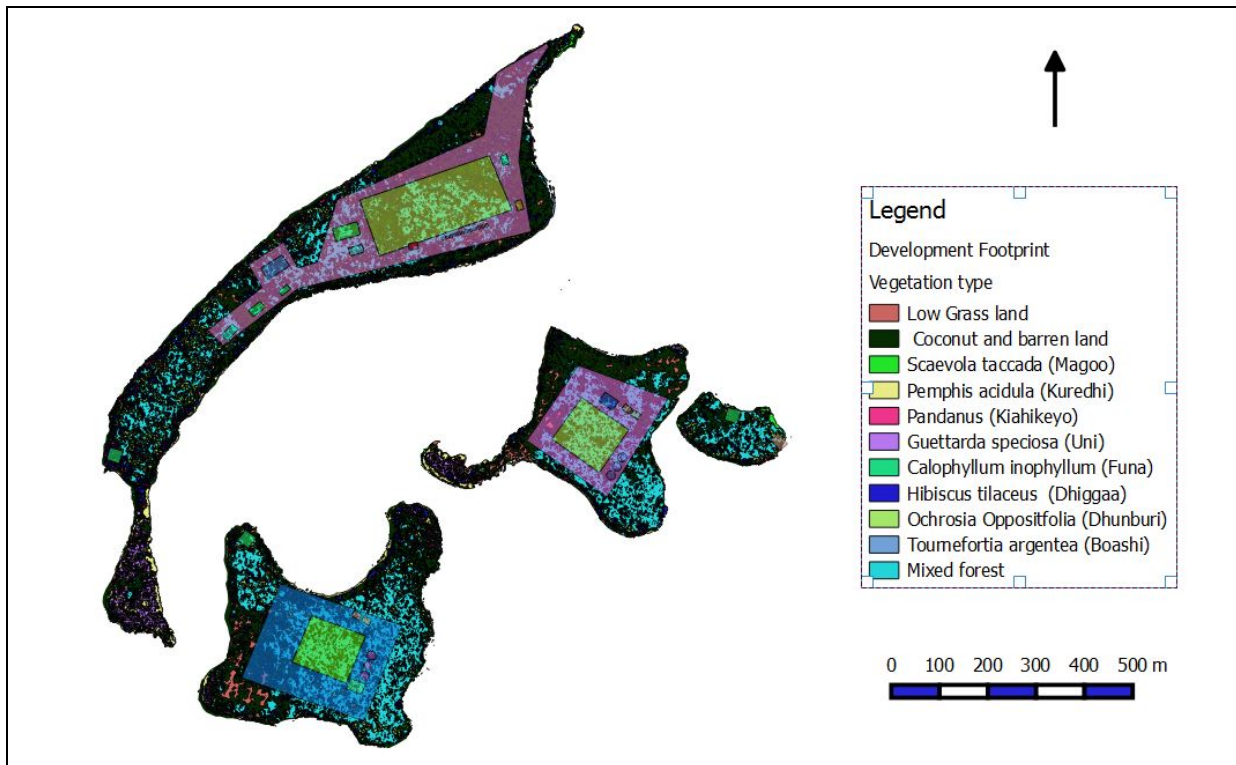 Legend
Development Footprint
Vegetation type
Low Grass land
Coconut and barren land
Scaevola taccada (Magoo)
Pemphis acidula (Kuredhi)
Pandanus (Kiahikeyo)
Guettarda speciosa (Uni)
Calophyllum inophyllum (Funa)
Hibiscus tilaceus (Dhiggaa)
Ochrosia Oppositfolia (Dhunburi)
Tournefortia argentea (Boashi)
Mixed forest
0 100 200 300 400 500 m